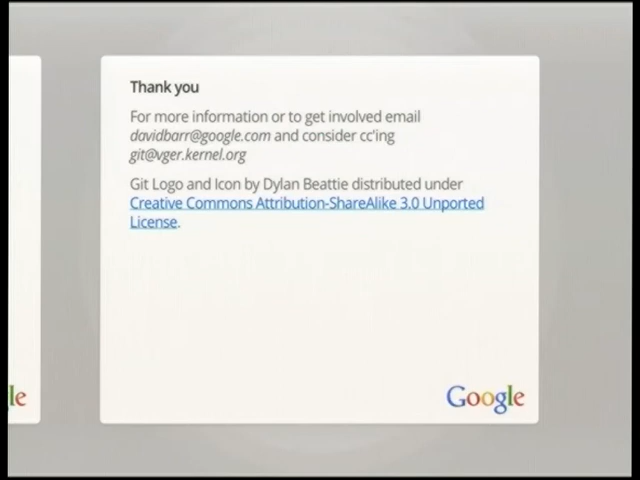 Thank you
For more information or to get involved email
davidbarr@google.com and consider cc'ing
git@vger.kernel.org
Git Logo and Icon by Dylan Beattie distributed under
Creative Commons Attribution-ShareAlike 3.0 Unported
License.
le
Google